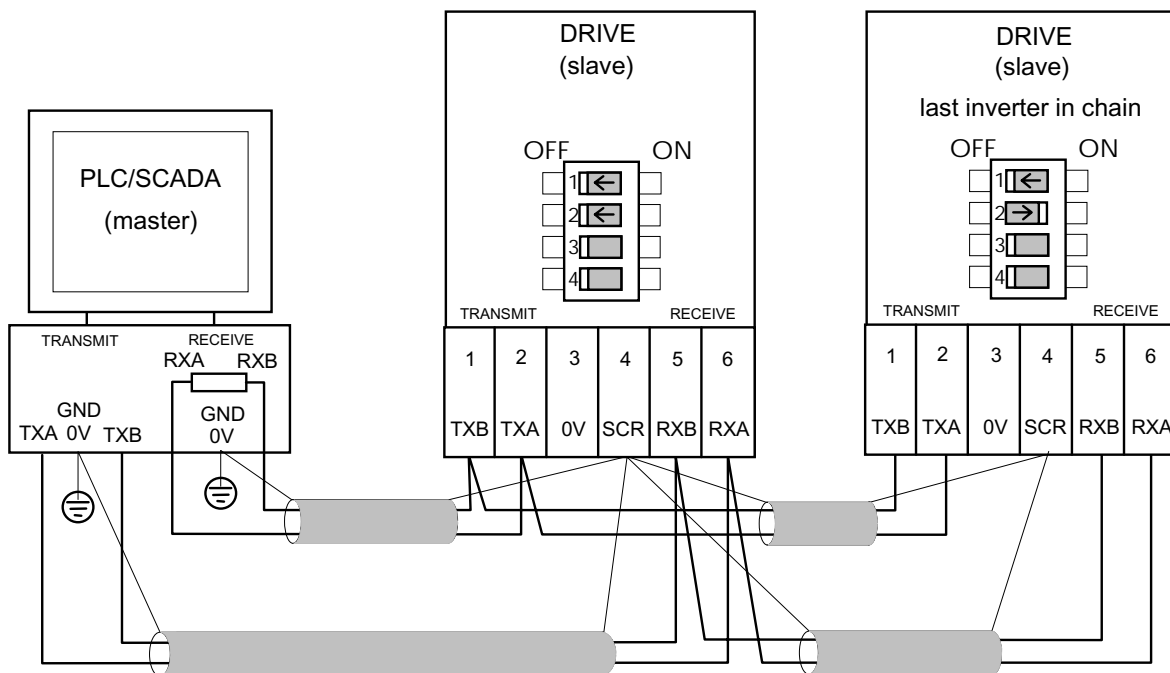 DRIVE
(slave)
OFF
ON
1
2
3
4
TRANSMIT
RECEIVE
1
2
3
4
5
6
TXB
TXA
0V
SCR
RXB
RXA
DRIVE
(slave)
last inverter in chain
OFF
ON
1
2
3
4
TRANSMIT
RECEIVE
1
2
3
4
5
6
TXB
TXA
0V
SCR
RXB
RXA
PLC/SCADA
(master)
TRANSMIT
RECEIVE
RXA
RXB
GND
0V
TXA
TXB
GND
0V